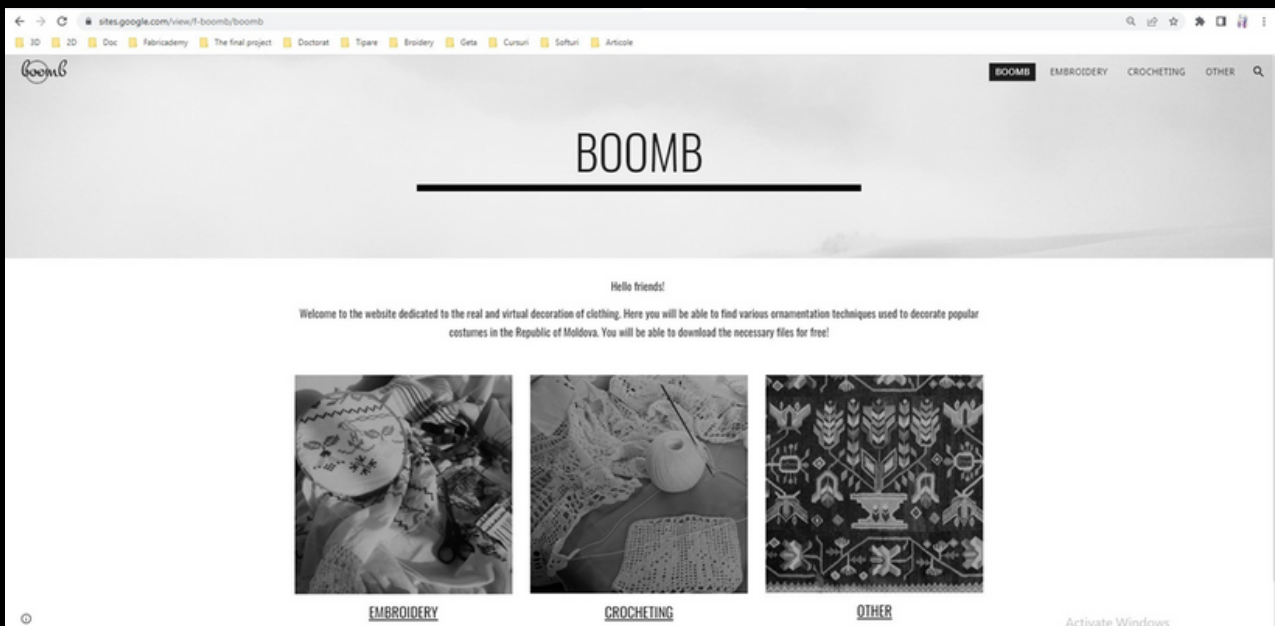 sites.google.com/view/f-boomb/boomb
3D 2D Doc Fabricademy The final project Doctorat Tipare Broidery Geta Cursuri Softuri Articole
boomb BOOMB EMBROIDERY CROCHETING OTHER
BOOMB
Hello friends!
Welcome to the website dedicated to the real and virtual decoration of clothing. Here you will be able to find various ornamentation techniques used to decorate popular
costumes in the Republic of Moldova. You will be able to download the necessary files for free!
EMBROIDERY CROCHETING OTHER
Activate Windows